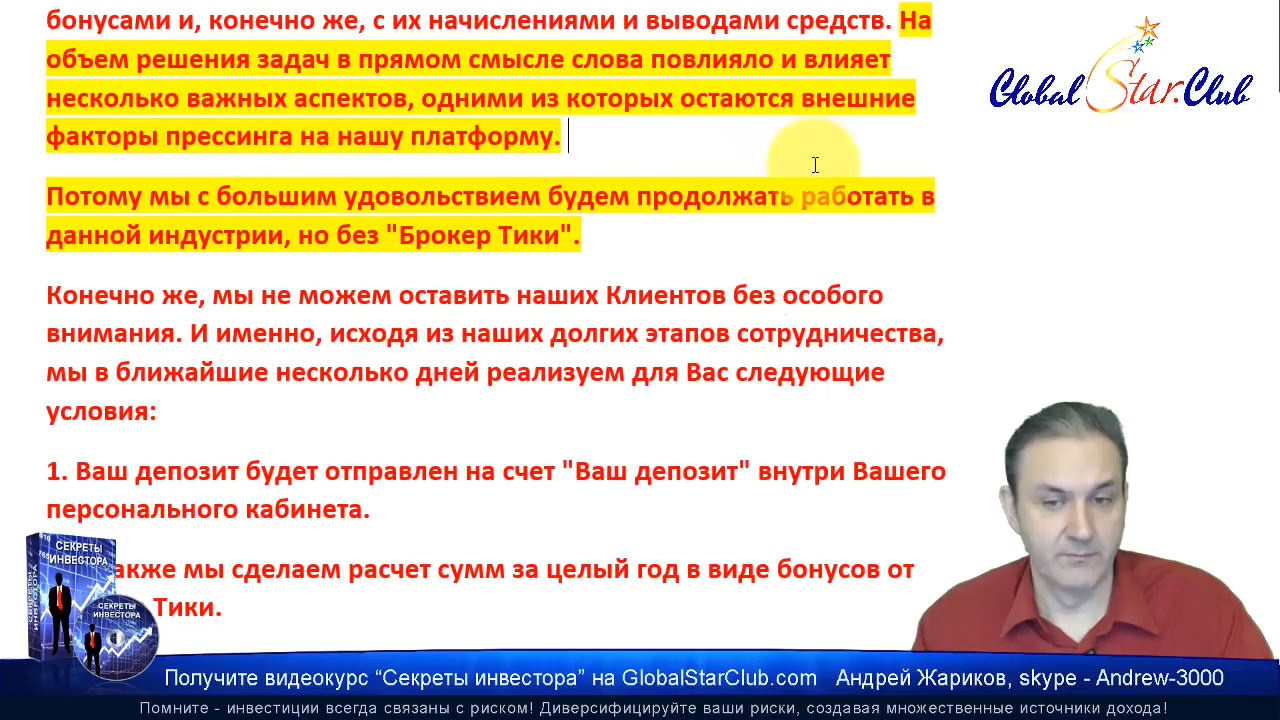 бонусами и, конечно же, с их начислениями и выводами средств. На
объем решения задач в прямом смысле слова повлияло и влияет
несколько важных аспектов, одними из которых остаются внешние
факторы прессинга на нашу платформу.
Потому мы с большим удовольствием будем продолжать работать в
данной индустрии, но без "Брокер Тики".
Конечно же, мы не можем оставить наших Клиентов без особого
внимания. И именно, исходя из наших долгих этапов сотрудничества,
мы в ближайшие несколько дней реализуем для Вас следующие
условия:
1. Ваш депозит будет отправлен на счет "Ваш депозит" внутри Вашего
персонального кабинета.
акже мы сделаем расчет сумм за целый год в виде бонусов от
Тики.
Global Star.Club
СЕКРЕТЫ
ИНВЕСТОРА
СЕКРЕТЫ ИНВЕСТОРА
СЕКРЕТЫ
ИНВЕСТОРА
Получите видеокурс “Секреты инвестора” на GlobalStarClub.com Андрей Жариков, skype - Andrew-3000
Помните - инвестиции всегда связаны с риском! Диверсифицируйте ваши риски, создавая множественные источники дохода!